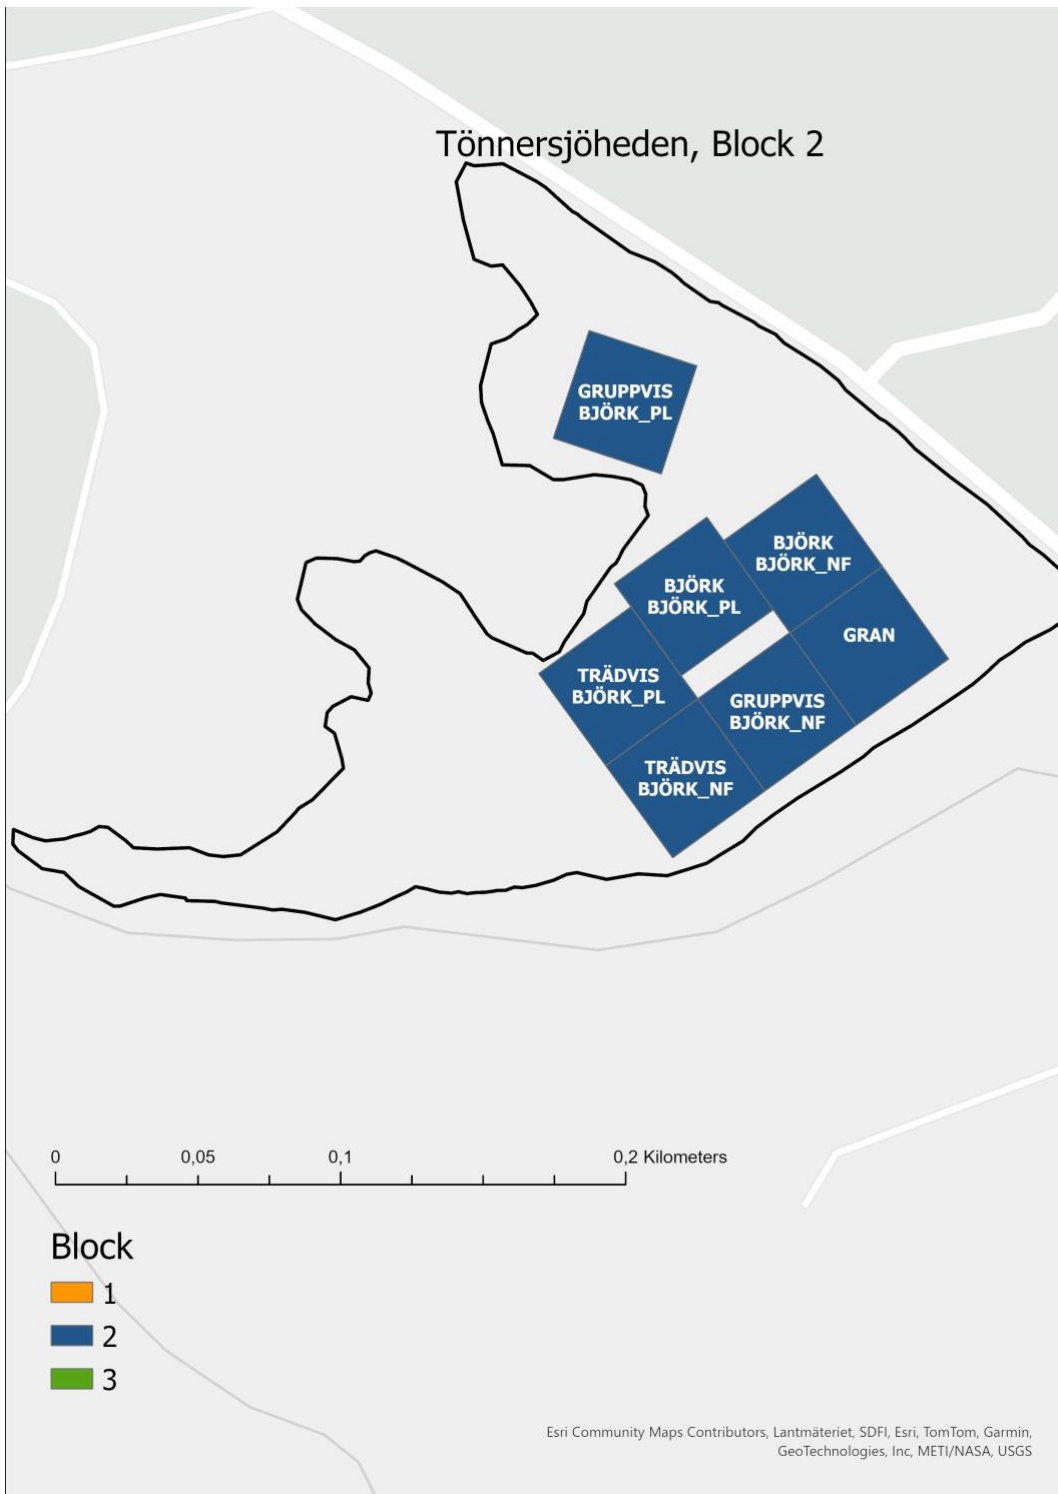 Tönnersjöheden, Block 2
GRUPPVIS
BJÖRK_PL
BJÖRK
BJÖRK_NF
BJÖRK
BJÖRK_PL
GRAN
TRÄDVIS
BJÖRK_PL
GRUPPVIS
BJÖRK_NF
TRÄDVIS
BJÖRK_NF
0 0,05 0,1 0,2 Kilometers
Block
1
2
3
Esri Community Maps Contributors, Lantmäteriet, SDFI, Esri, TomTom, Garmin,
GeoTechnologies, Inc, METI/NASA, USGS